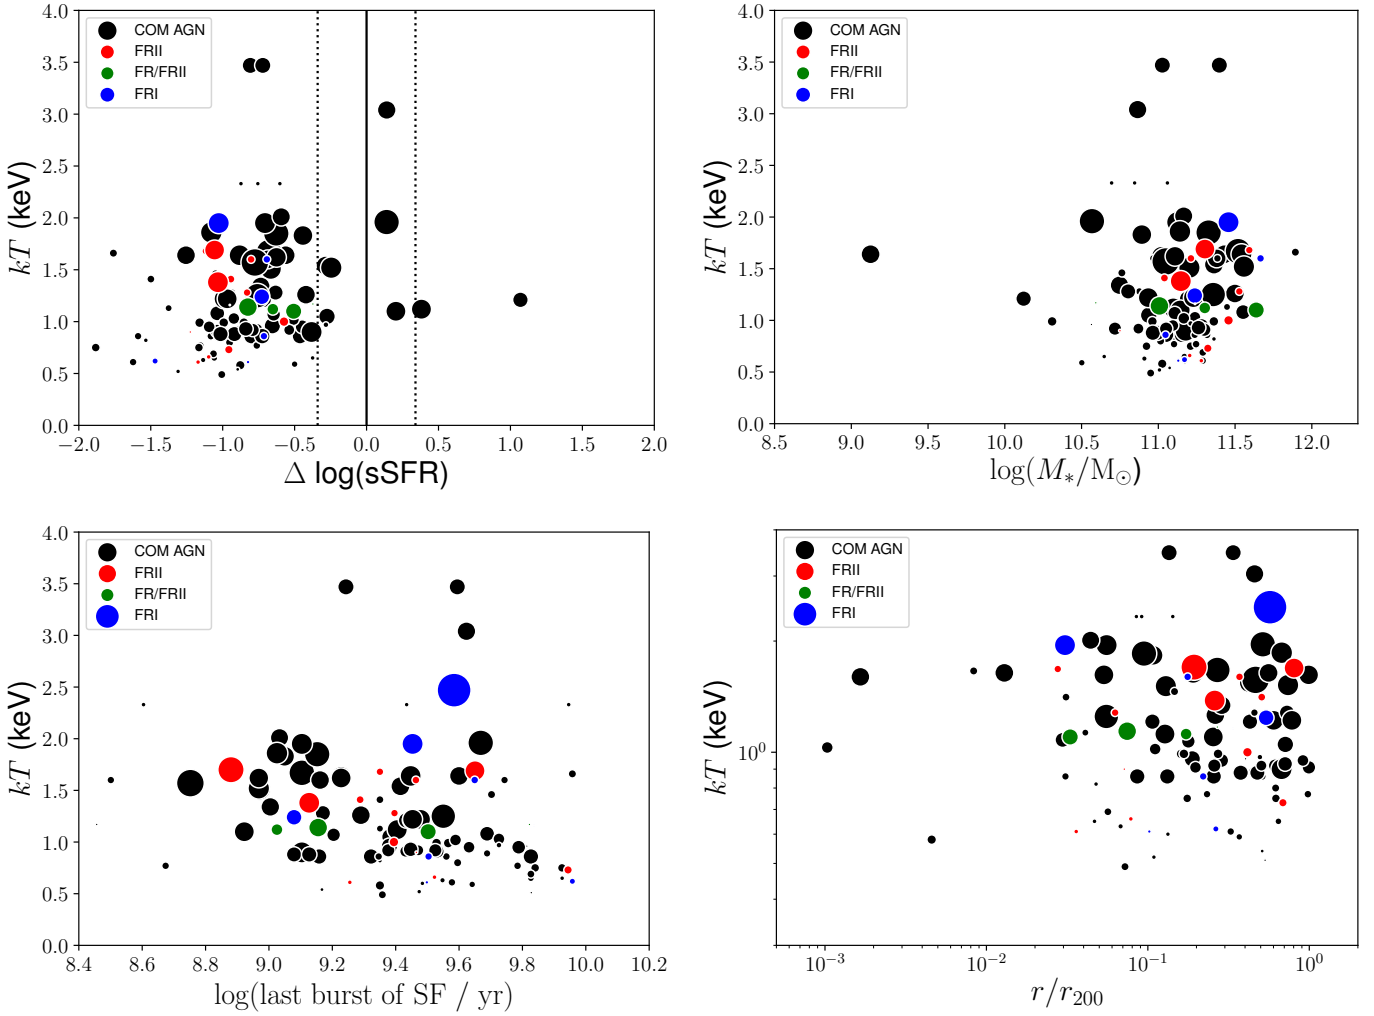 COM AGN
FRII
FR/FRII
FRI
4.0
3.5
3.0
2.5
2.0
1.5
1.0
0.5
0.0
kT (keV)
−2.0 −1.5 −1.0 −0.5 0.0 0.5 1.0 1.5 2.0
Δ log(sSFR)
COM AGN
FRII
FR/FRII
FRI
4.0
3.5
3.0
2.5
2.0
1.5
1.0
0.5
0.0
kT (keV)
8.5 9.0 9.5 10.0 10.5 11.0 11.5 12.0
log(M*/M⊙)
COM AGN
FRII
FR/FRII
FRI
4.0
3.5
3.0
2.5
2.0
1.5
1.0
0.5
0.0
kT (keV)
8.4 8.6 8.8 9.0 9.2 9.4 9.6 9.8 10.0 10.2
log(last burst of SF / yr)
COM AGN
FRII
FR/FRII
FRI
10⁰
kT (keV)
10⁻³ 10⁻² 10⁻¹ 10⁰
r/r₂₀₀